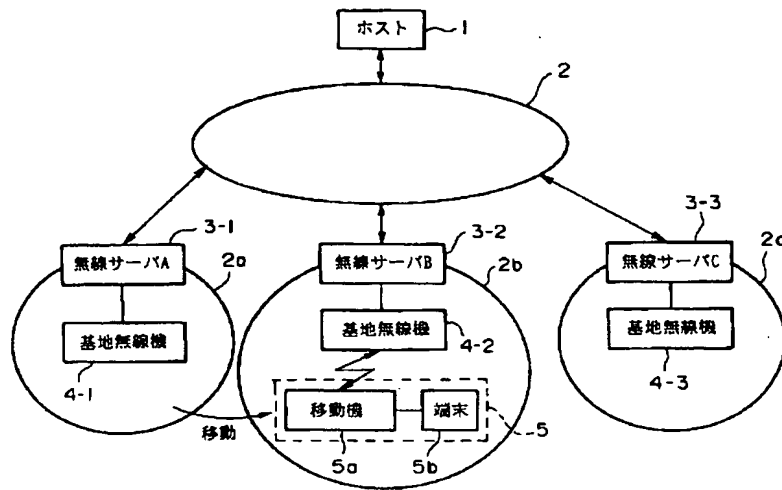 ホスト
1
2
3-1
3-2
3-3
無線サーバA
2a
無線サーバB
2b
無線サーバC
2c
基地無線機
4-1
基地無線機
4-2
基地無線機
4-3
移動
移動機
端末
5
5a
5b